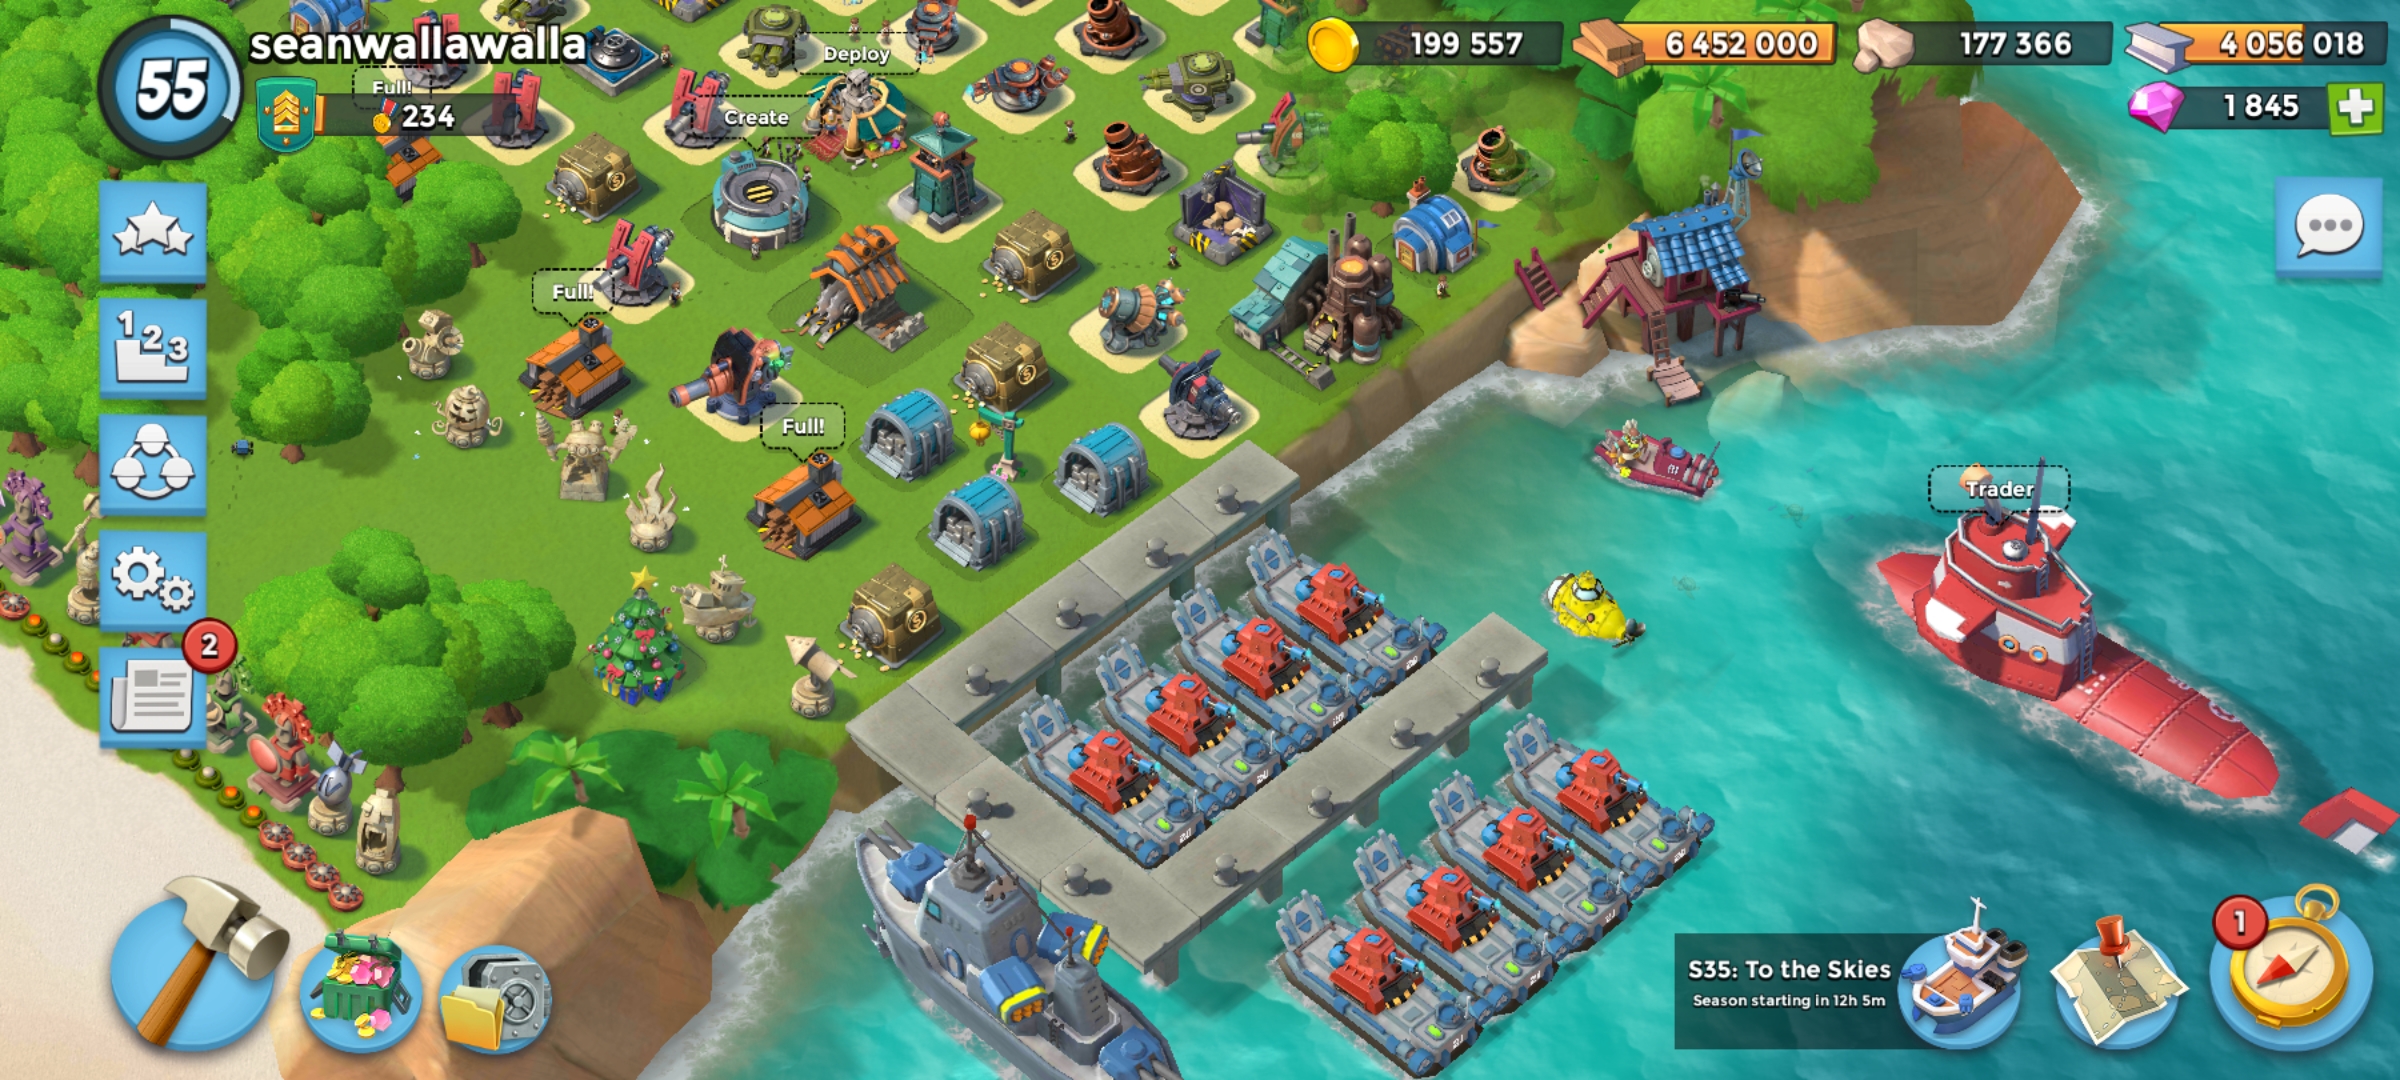 55
seanwallawalla
Full!
234
Deploy
Create
199 557
6 452 000
177 366
4 056 018
1 845
123
Full!
Full!
Trader
2
1
S35: To the Skies
Season starting in 12h 5m